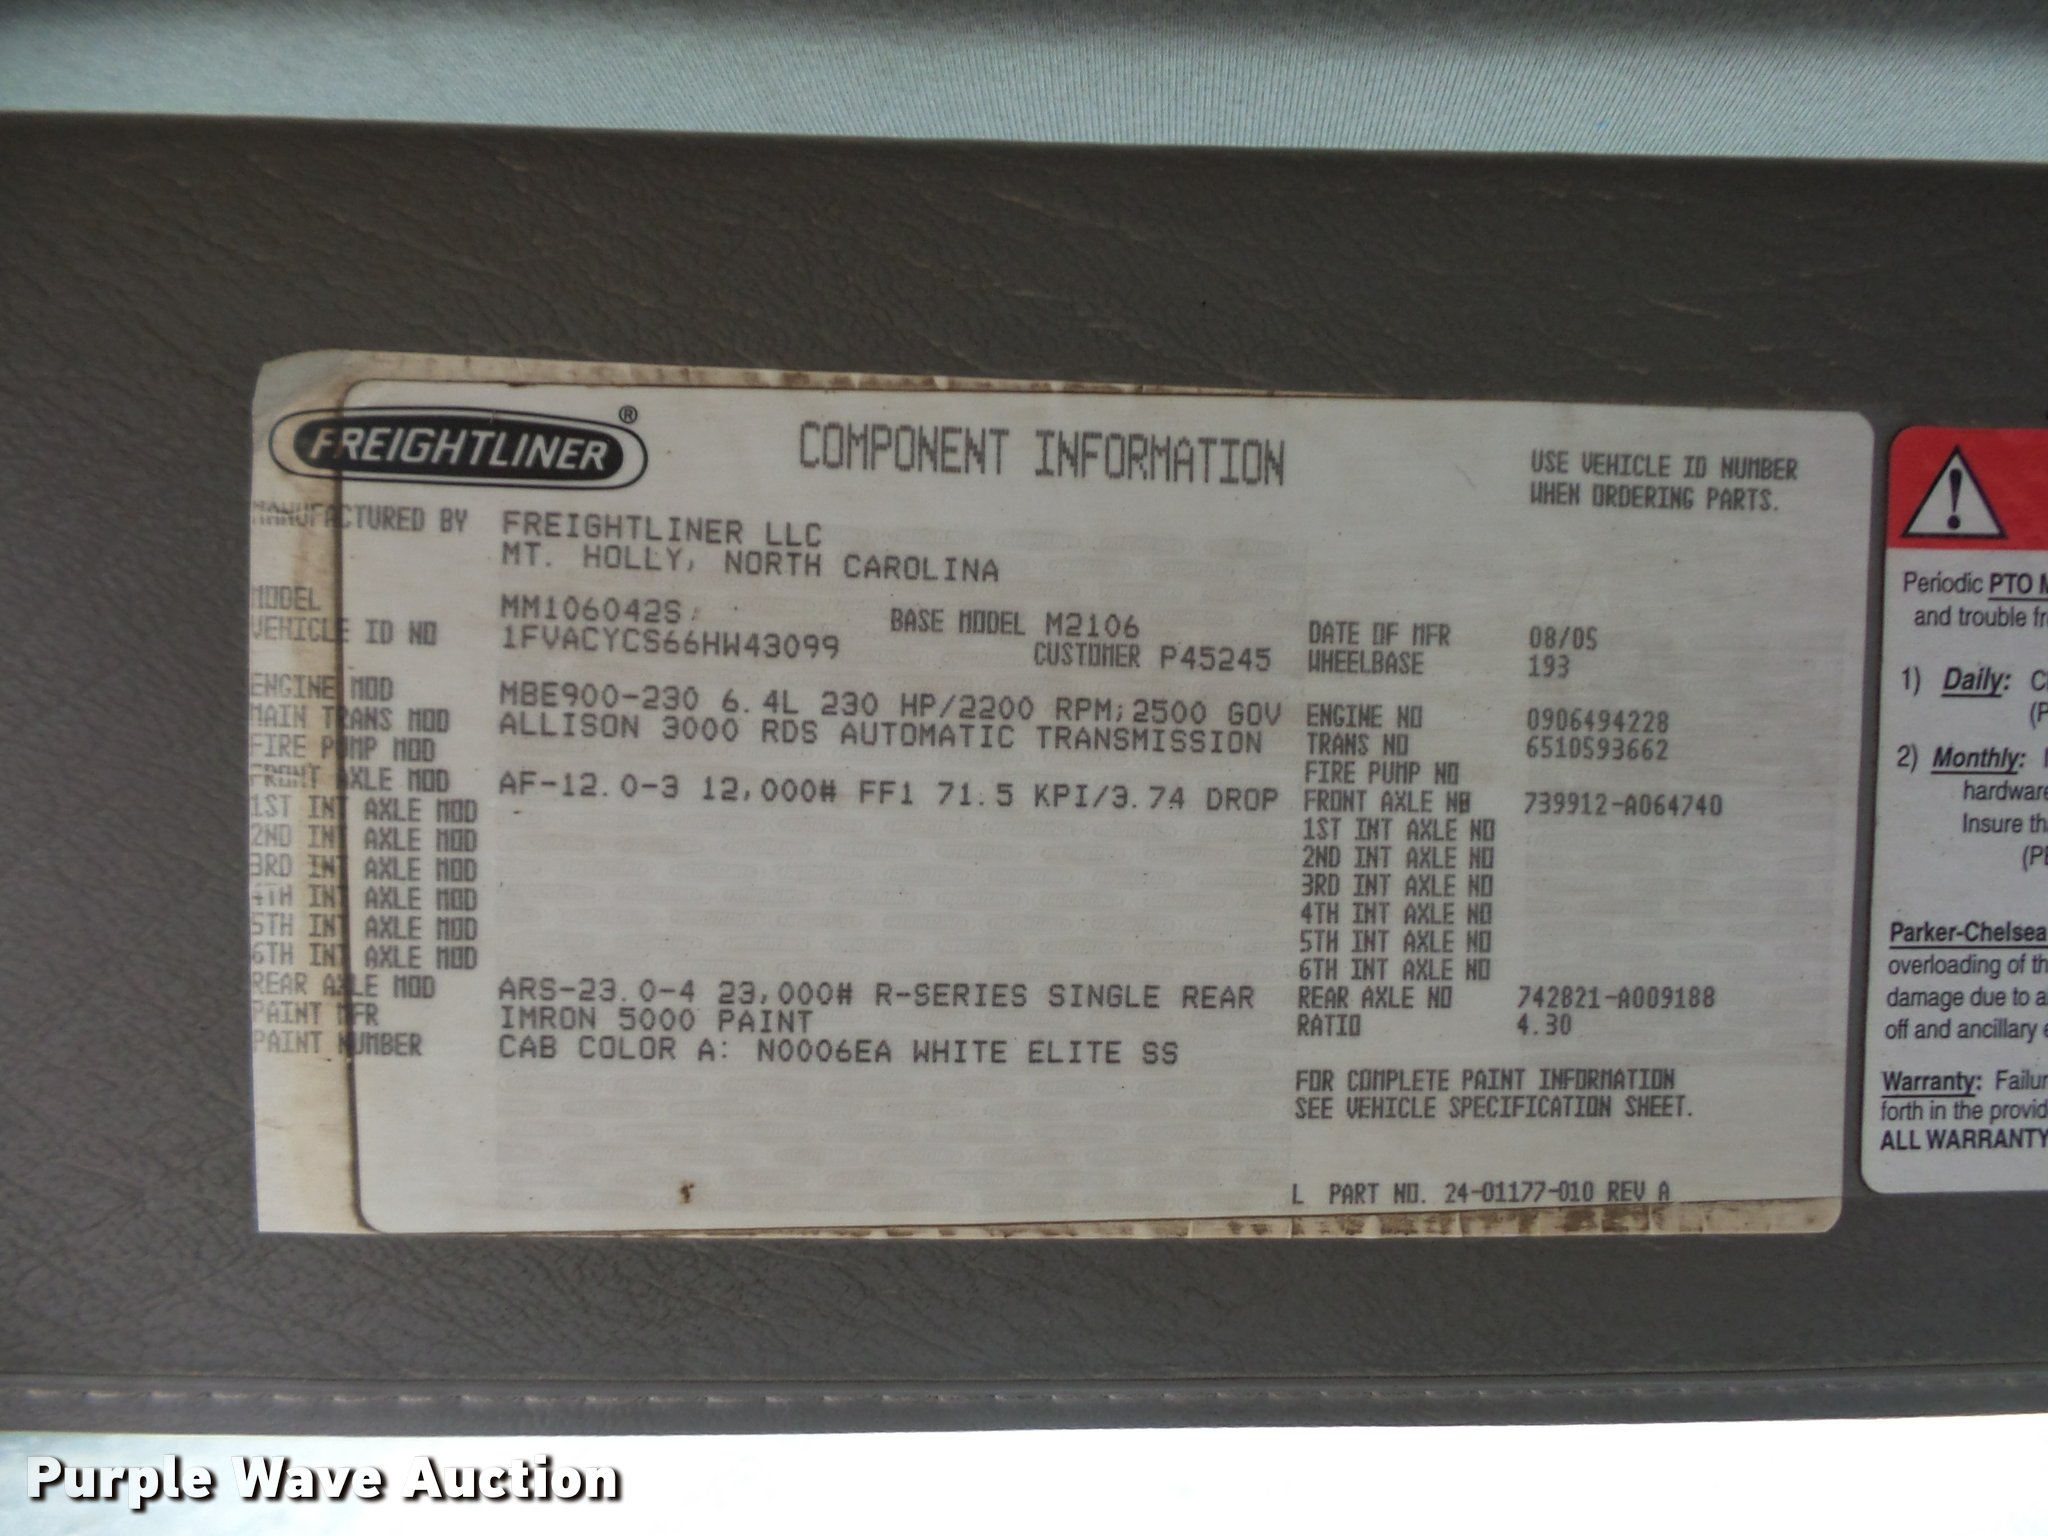 FREIGHTLINER®
COMPONENT INFORMATION
USE VEHICLE ID NUMBER
WHEN ORDERING PARTS.
MANUFACTURED BY FREIGHTLINER LLC
MT. HOLLY, NORTH CAROLINA
MODEL MM106042S BASE MODEL M2106
VEHICLE ID NO 1FVACYCS66HW43099 CUSTOMER P45245
DATE OF MFR 08/05
WHEELBASE 193
ENGINE MOD MBE900-230 6.4L 230 HP/2200 RPM;2500 GOV ENGINE NO 0906494228
MAIN TRANS MOD ALLISON 3000 RDS AUTOMATIC TRANSMISSION TRANS NO 6510593662
FIRE PUMP MOD FIRE PUMP NO
FRONT AXLE MOD AF-12.0-3 12,000# FF1 71.5 KPI/3.74 DROP FRONT AXLE NO 739912-A064740
1ST INT AXLE MOD 1ST INT AXLE NO
2ND INT AXLE MOD 2ND INT AXLE NO
3RD INT AXLE MOD 3RD INT AXLE NO
4TH INT AXLE MOD 4TH INT AXLE NO
5TH INT AXLE MOD 5TH INT AXLE NO
6TH INT AXLE MOD 6TH INT AXLE NO
REAR AXLE MOD ARS-23.0-4 23,000# R-SERIES SINGLE REAR REAR AXLE NO 742821-A009188
PAINT MFR IMRON 5000 PAINT RATIO 4.30
PAINT NUMBER CAB COLOR A: N0006EA WHITE ELITE SS
FOR COMPLETE PAINT INFORMATION
SEE VEHICLE SPECIFICATION SHEET.
L PART NO. 24-01177-010 REV A
Periodic PTO
and trouble
1) Daily:
2) Monthly:
hardware
Insure
Parker-Chelsea
overloading of
damage due to
off and ancillary
Warranty:
forth in the
ALL WARRANTY
Purple Wave Auction